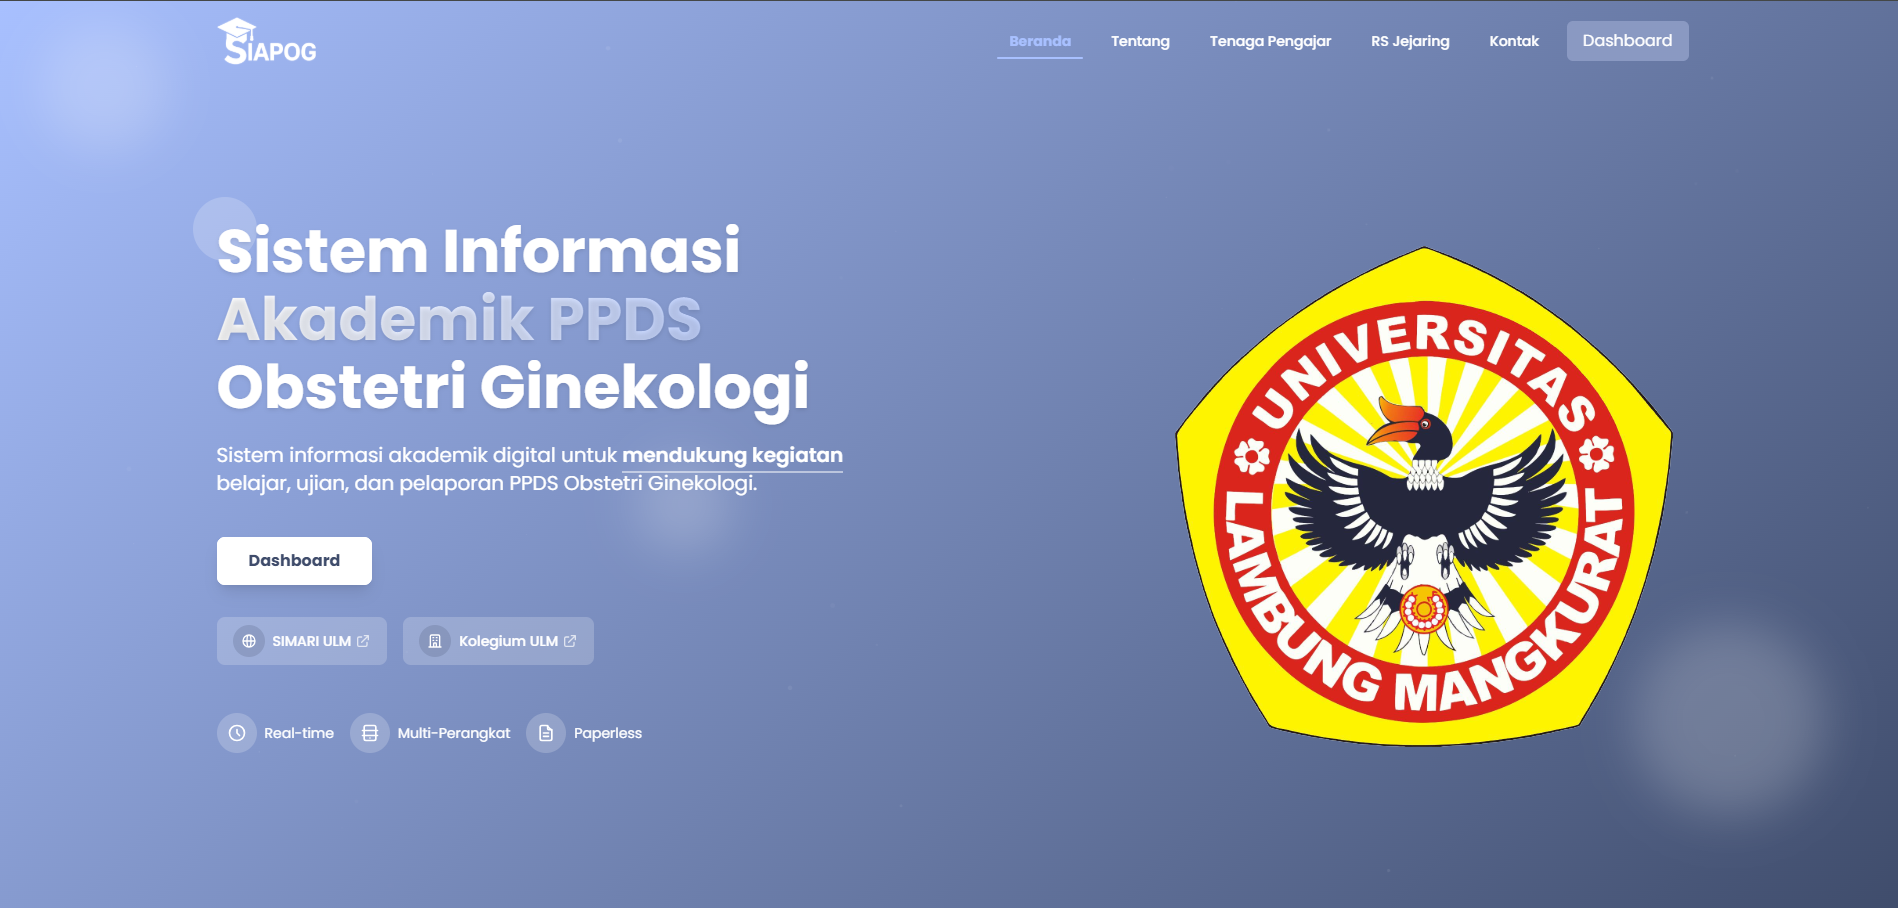 SIAPOG
Beranda
Tentang
Tenaga Pengajar
RS Jejaring
Kontak
Dashboard
Sistem Informasi
Akademik PPDS
Obstetri Ginekologi
Sistem informasi akademik digital untuk mendukung kegiatan
belajar, ujian, dan pelaporan PPDS Obstetri Ginekologi.
Dashboard
SIMARI ULM
Kolegium ULM
Real-time
Multi-Perangkat
Paperless
UNIVERSITAS
LAMBUNG MANGKURAT